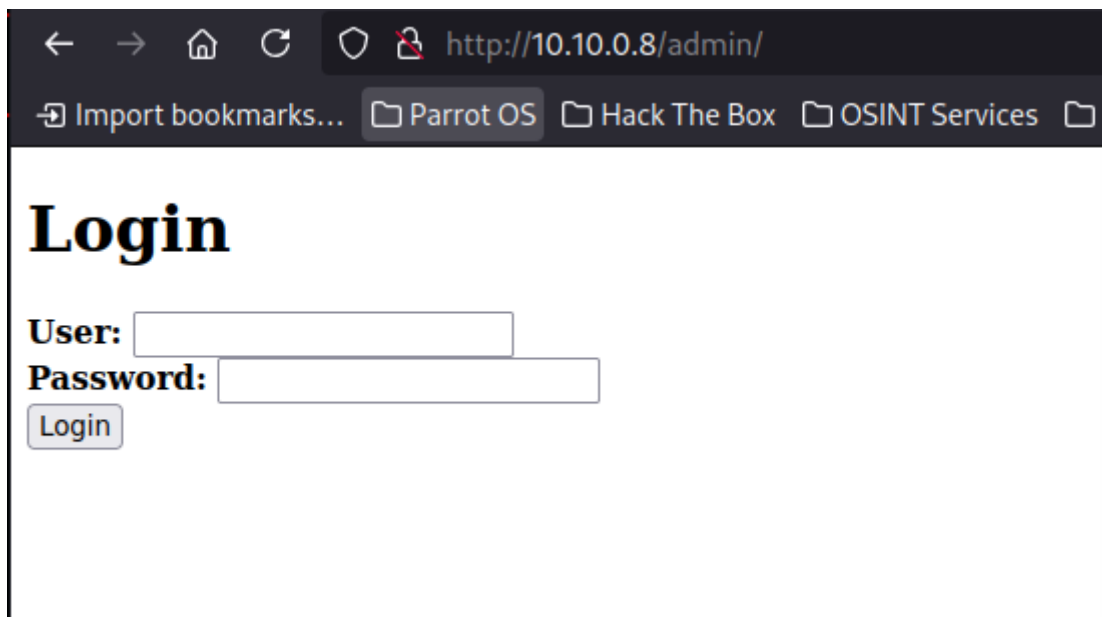 http://10.10.0.8/admin/
Import bookmarks... Parrot OS Hack The Box OSINT Services
Login
User:
Password:
Login